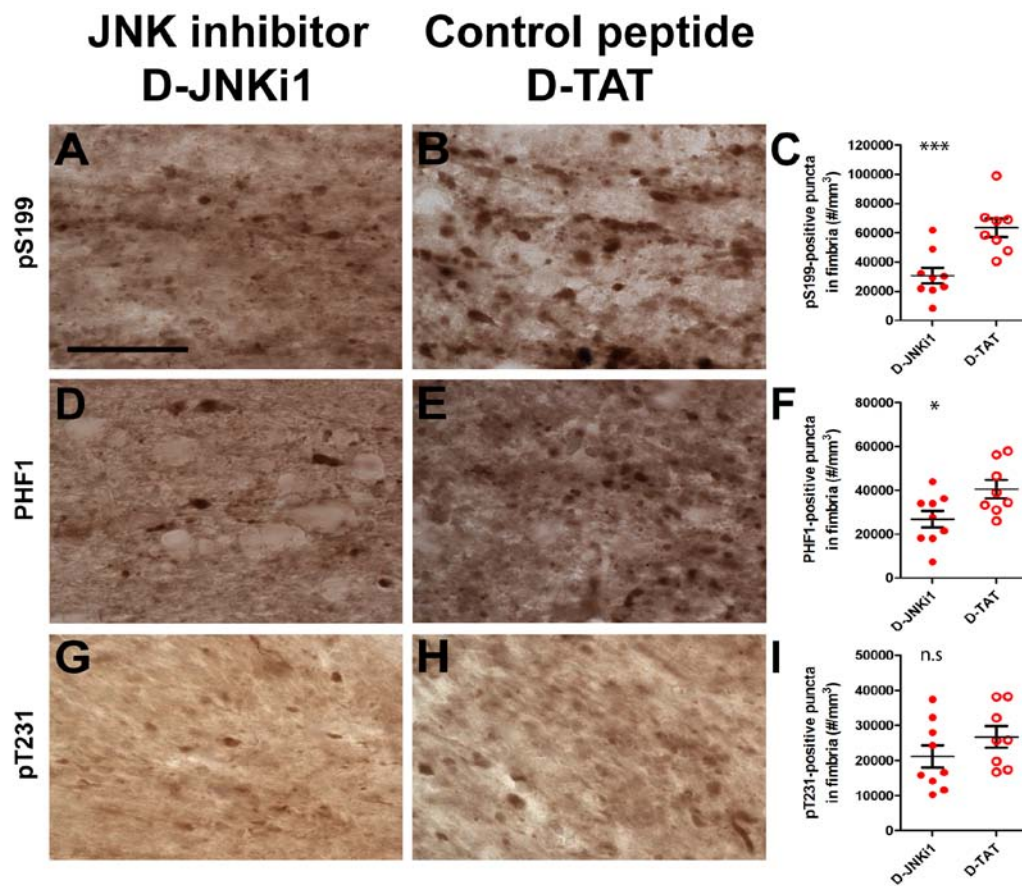 JNK inhibitor
D-JNKi1
Control peptide
D-TAT
pS199
A
B
C
pS199-positive puncta
in fimbria (#/mm³)
120000
100000
80000
60000
40000
20000
0
***
D-JNKi1
D-TAT
PHF1
D
E
F
PHF1-positive puncta
in fimbria (#/mm³)
80000
60000
40000
20000
0
*
D-JNKi1
D-TAT
pT231
G
H
I
pT231-positive puncta
in fimbria (#/mm³)
50000
40000
30000
20000
10000
0
n.s
D-JNKi1
D-TAT